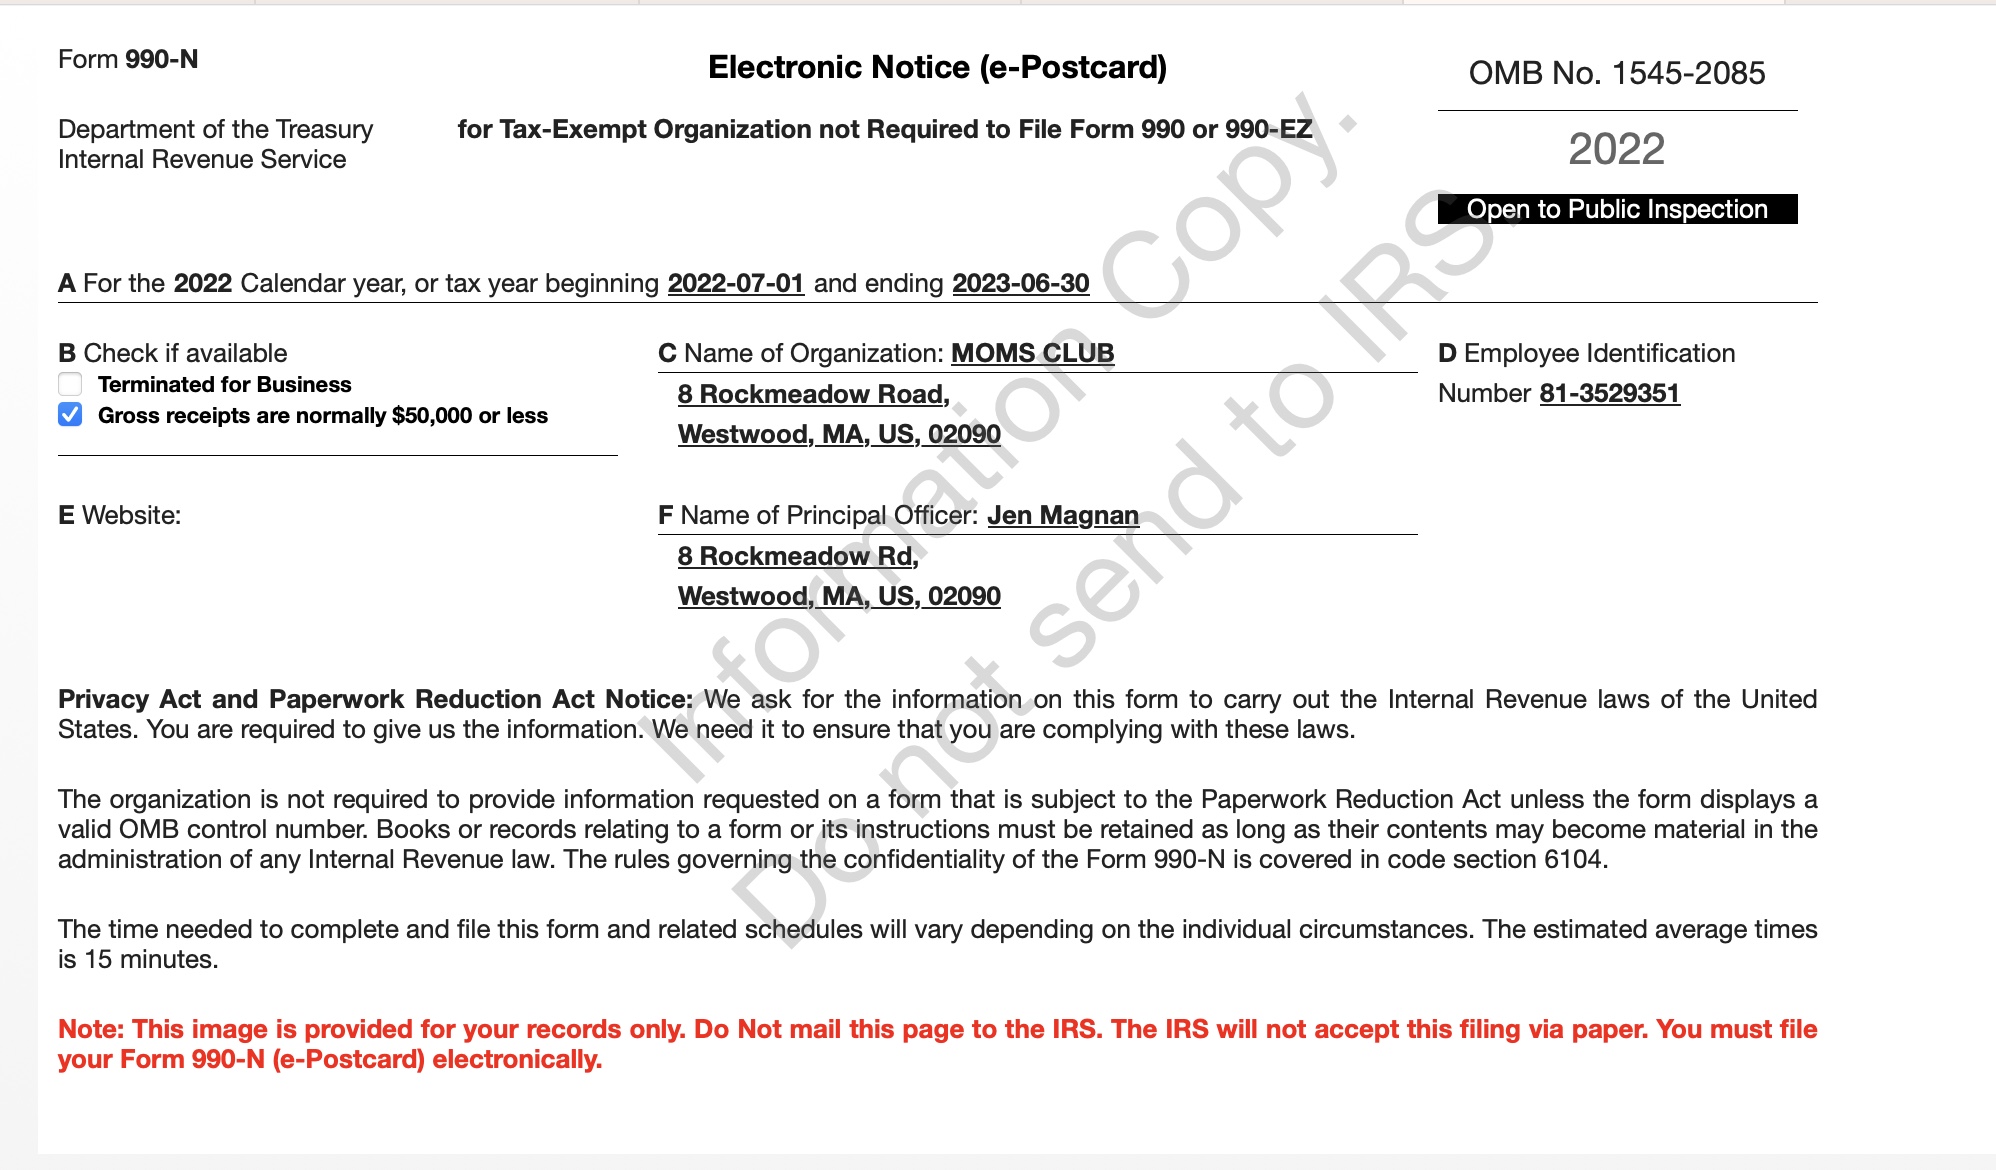 Form 990-N
Electronic Notice (e-Postcard)
OMB No. 1545-2085
Department of the Treasury
Internal Revenue Service
for Tax-Exempt Organization not Required to File Form 990 or 990-EZ
2022
Open to Public Inspection
A For the 2022 Calendar year, or tax year beginning 2022-07-01 and ending 2023-06-30
B Check if available
Terminated for Business
Gross receipts are normally $50,000 or less
C Name of Organization: MOMS CLUB
8 Rockmeadow Road,
Westwood, MA, US, 02090
D Employee Identification
Number 81-3529351
E Website:
F Name of Principal Officer: Jen Magnan
8 Rockmeadow Rd,
Westwood, MA, US, 02090
Privacy Act and Paperwork Reduction Act Notice: We ask for the information on this form to carry out the Internal Revenue laws of the United
States. You are required to give us the information. We need it to ensure that you are complying with these laws.
The organization is not required to provide information requested on a form that is subject to the Paperwork Reduction Act unless the form displays a
valid OMB control number. Books or records relating to a form or its instructions must be retained as long as their contents may become material in the
administration of any Internal Revenue law. The rules governing the confidentiality of the Form 990-N is covered in code section 6104.
The time needed to complete and file this form and related schedules will vary depending on the individual circumstances. The estimated average times
is 15 minutes.
Note: This image is provided for your records only. Do Not mail this page to the IRS. The IRS will not accept this filing via paper. You must file
your Form 990-N (e-Postcard) electronically.
Information Copy.
Do not send to IRS.